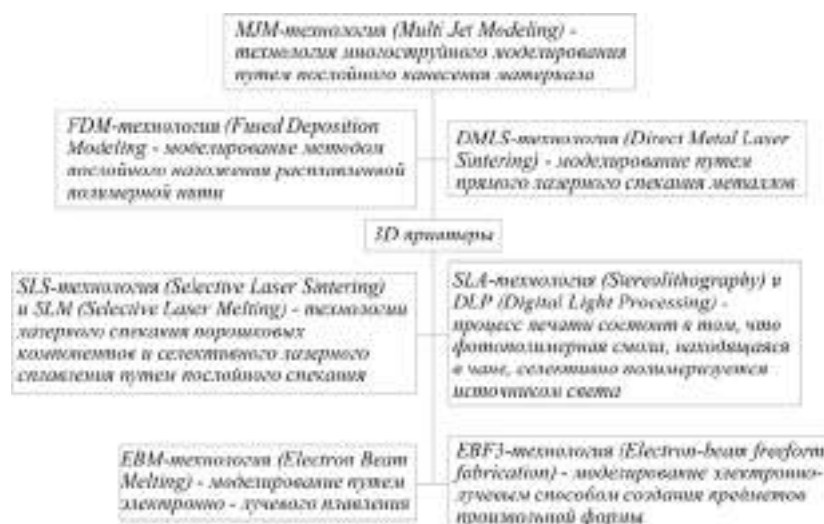 MJM-технология (Multi Jet Modeling) -
технология многоструйного моделирования
путем послойного нанесения материала
FDM-технология (Fused Deposition
Modeling - моделирование методом
послойного наложения расплавленной
полимерной нити
DMLS-технология (Direct Metal Laser
Sintering) - моделирование путем
прямого лазерного спекания металлов
3D принтеры
SLS-технология (Selective Laser Sintering)
и SLM (Selective Laser Melting) - технологии
лазерного спекания порошковых
компонентов и селективного лазерного
сплавления путем послойного спекания
SLA-технология (Stereolithography) и
DLP (Digital Light Processing) -
процесс печати состоит в том, что
фотополимерная смола, находящаяся
в чане, селективно полимеризуется
источником света
EBM-технология (Electron Beam
Melting) - моделирование путем
электронно - лучевого плавления
EBF3-технология (Electron-beam freeform
fabrication) - моделирование электронно-
лучевым способом создания предметов
произвольной формы